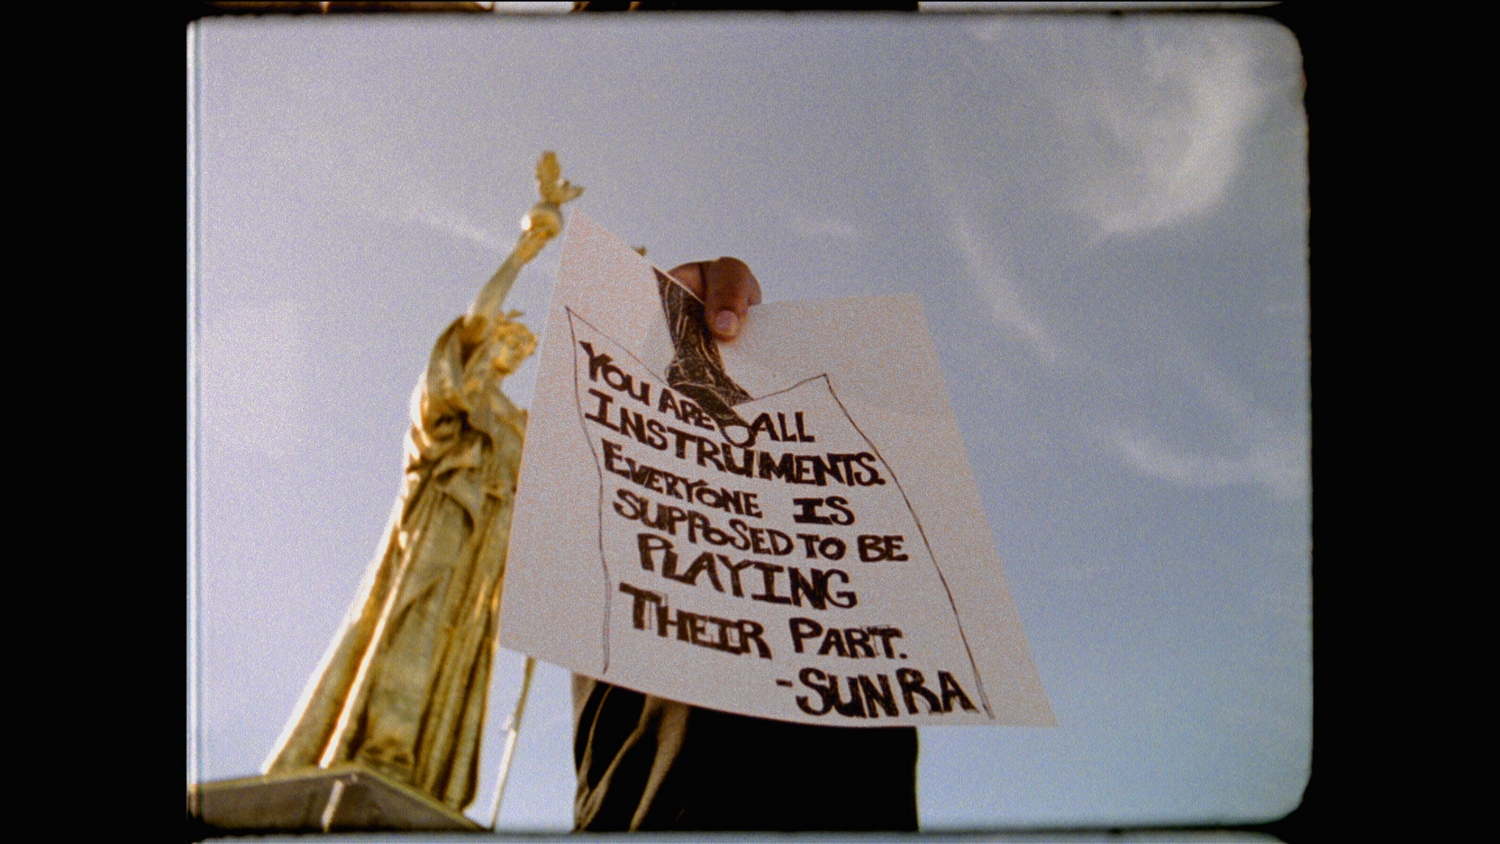 YOU ARE ALL
INSTRUMENTS.
EVERYONE IS
SUPPOSED TO BE
PLAYING
THEIR PART.
-SUN RA